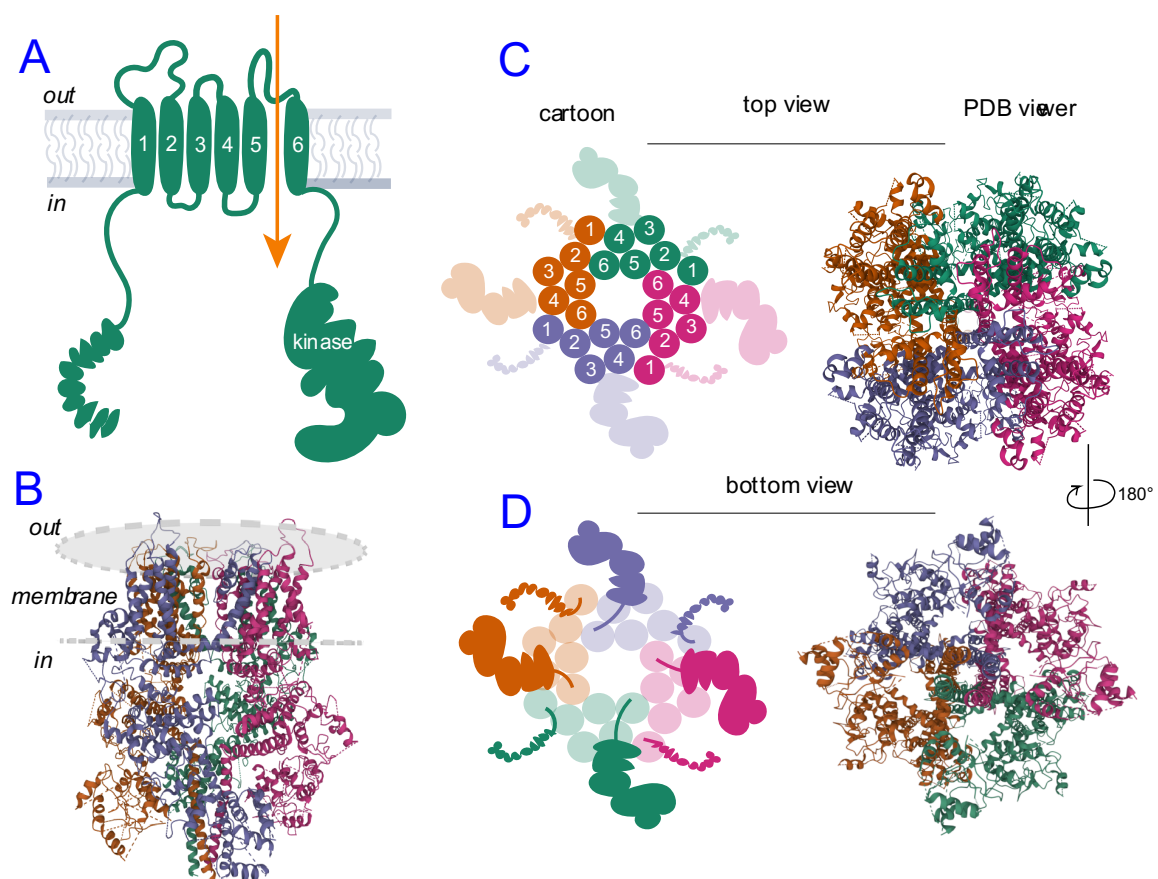 A
out
1 2 3 4 5 6
in
kinase
B
out
membrane
in
C
cartoon
top view
PDB viewer
1 4 3
2 6 5 2 1
3 5 6 4
4 6 5 3
1 2 5 6 2
3 4 1
180°
D
bottom view